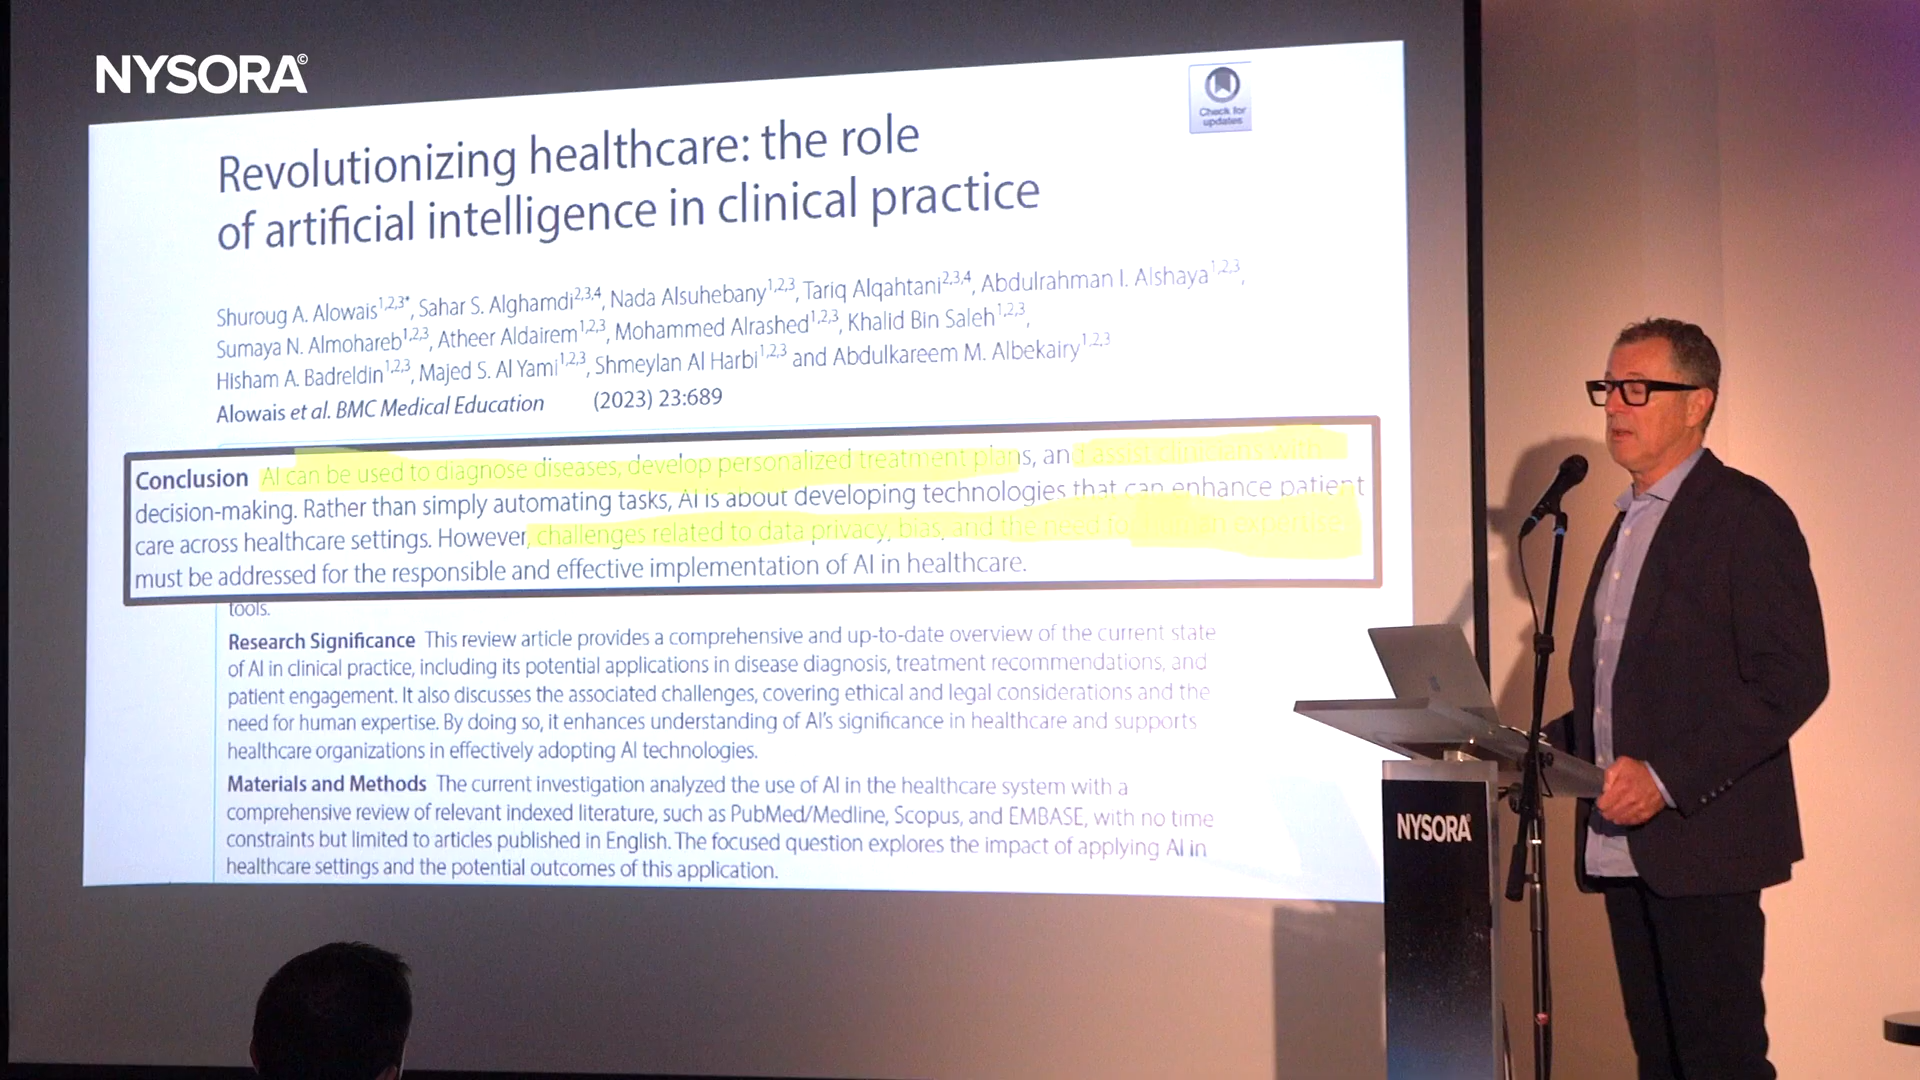 NYSORA©
Check for
updates
Revolutionizing healthcare: the role
of artificial intelligence in clinical practice
Shuroug A. Alowais1,2,3*, Sahar S. Alghamdi2,3,4, Nada Alsuhebany1,2,3, Tariq Alqahtani2,3,4, Abdulrahman I. Alshaya1,2,3,
Sumaya N. Almohareb1,2,3, Atheer Aldairem1,2,3, Mohammed Alrashed1,2,3, Khalid Bin Saleh1,2,3,
Hisham A. Badreldin1,2,3, Majed S. Al Yami1,2,3, Shmeylan Al Harbi1,2,3 and Abdulkareem M. Albekairy1,2,3
Alowais et al. BMC Medical Education (2023) 23:689
Conclusion AI can be used to diagnose diseases, develop personalized treatment plans, and assist clinicians with
decision-making. Rather than simply automating tasks, AI is about developing technologies that can enhance patient
care across healthcare settings. However, challenges related to data privacy, bias, and the need for human expertise
must be addressed for the responsible and effective implementation of AI in healthcare.
tools.
Research Significance This review article provides a comprehensive and up-to-date overview of the current state
of AI in clinical practice, including its potential applications in disease diagnosis, treatment recommendations, and
patient engagement. It also discusses the associated challenges, covering ethical and legal considerations and the
need for human expertise. By doing so, it enhances understanding of AI's significance in healthcare and supports
healthcare organizations in effectively adopting AI technologies.
Materials and Methods The current investigation analyzed the use of AI in the healthcare system with a
comprehensive review of relevant indexed literature, such as PubMed/Medline, Scopus, and EMBASE, with no time
constraints but limited to articles published in English. The focused question explores the impact of applying AI in
healthcare settings and the potential outcomes of this application.
NYSORA